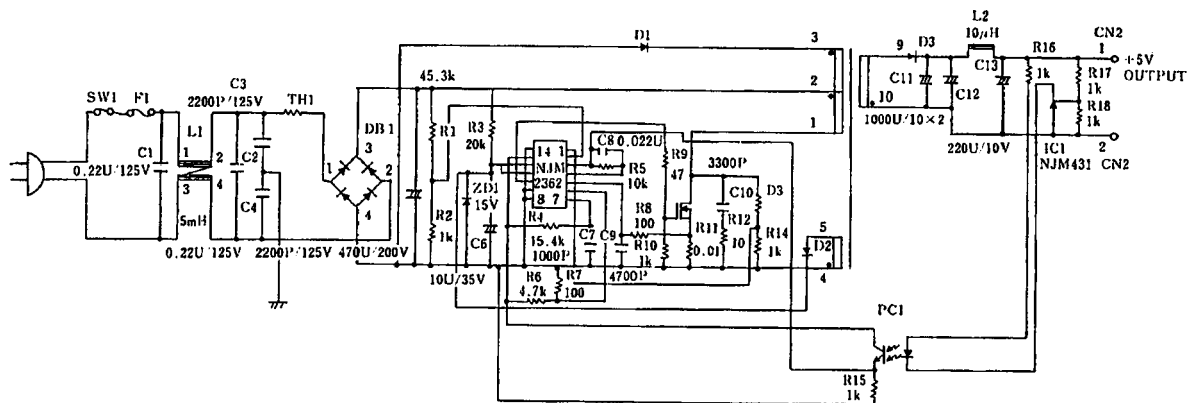 SW1 F1
C1
0.22U/125V
L1
1
2
3
4
5mH
0.22U/125V
C3
2200P/125V
C2
C4
2200P/125V
TH1
DB1
1
3
2
4
470U/200V
45.3k
R1
R2
1k
R3
20k
ZD1
15V
C6
10U/35V
14 1
NJM
2362
8 7
C8 0.022U
R5
10k
R4
15.4k
1000P
C7
C9
4700P
R6
4.7k
R7
100
R8
100
R10
1k
R9
47
R11
0.01
3300P
C10
R12
10
D3
R14
1k
D1
3
2
1
5
D2
4
9
10
D3
C11
C12
1000U/10×2
L2
10μH
C13
220U/10V
R16
1k
R17
1k
R18
1k
IC1
NJM431
CN2
1
+5V
OUTPUT
2
CN2
PC1
R15
1k